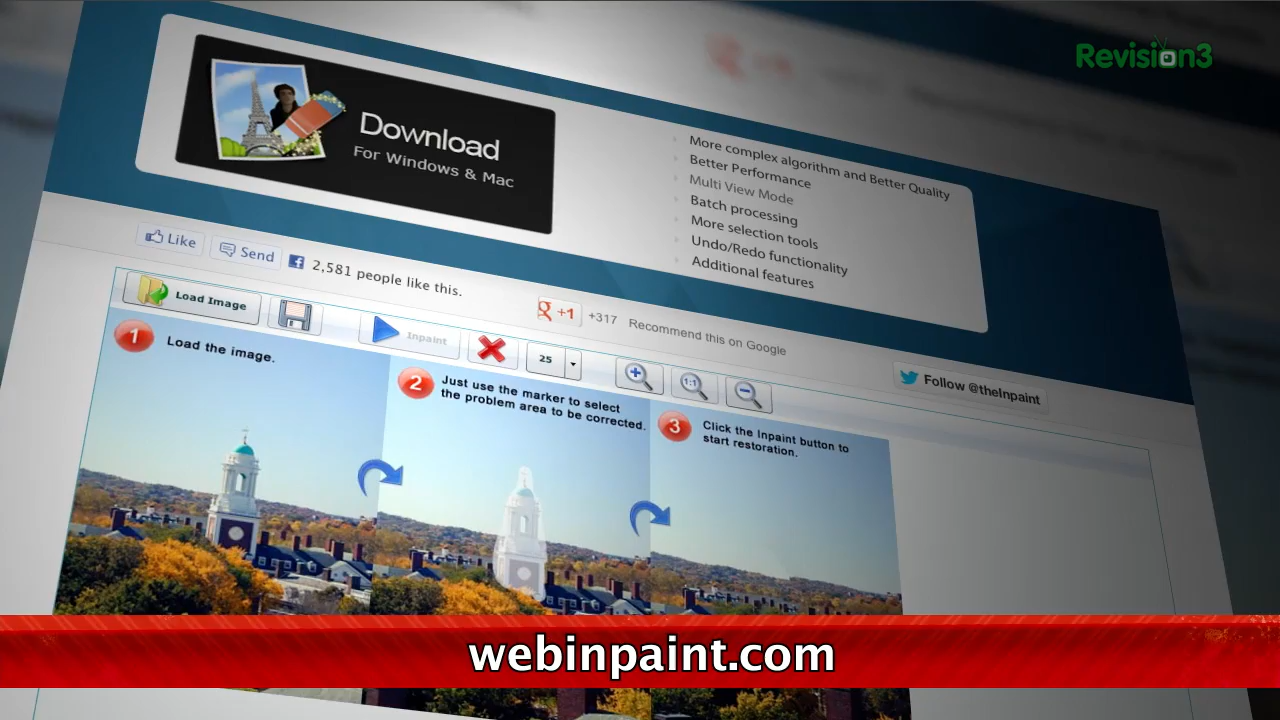 Revision3
Download
For Windows & Mac
More complex algorithm and Better Quality
Better Performance
Multi View Mode
Batch processing
More selection tools
Undo/Redo functionality
Additional features
Like
Send
2,581 people like this.
+1
+317
Recommend this on Google
Follow @theInpaint
Load Image
Inpaint
25
1:1
1
Load the image.
2
Just use the marker to select
the problem area to be corrected.
3
Click the Inpaint button to
start restoration.
webinpaint.com